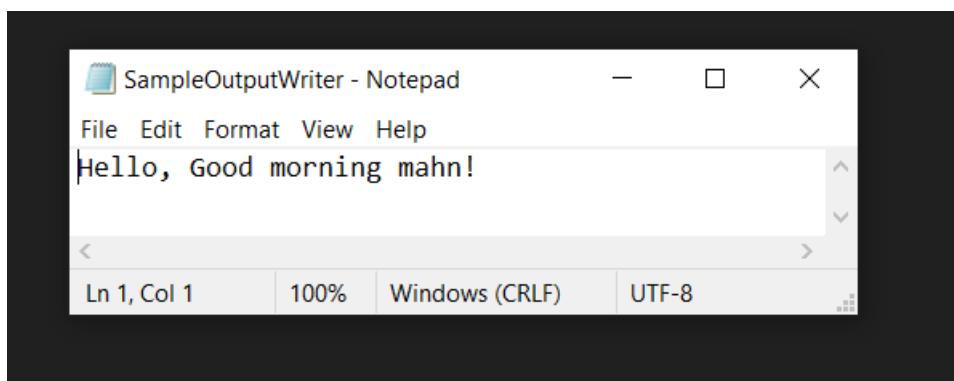 SampleOutputWriter - Notepad
File Edit Format View Help
Hello, Good morning mahn!
Ln 1, Col 1 100% Windows (CRLF) UTF-8